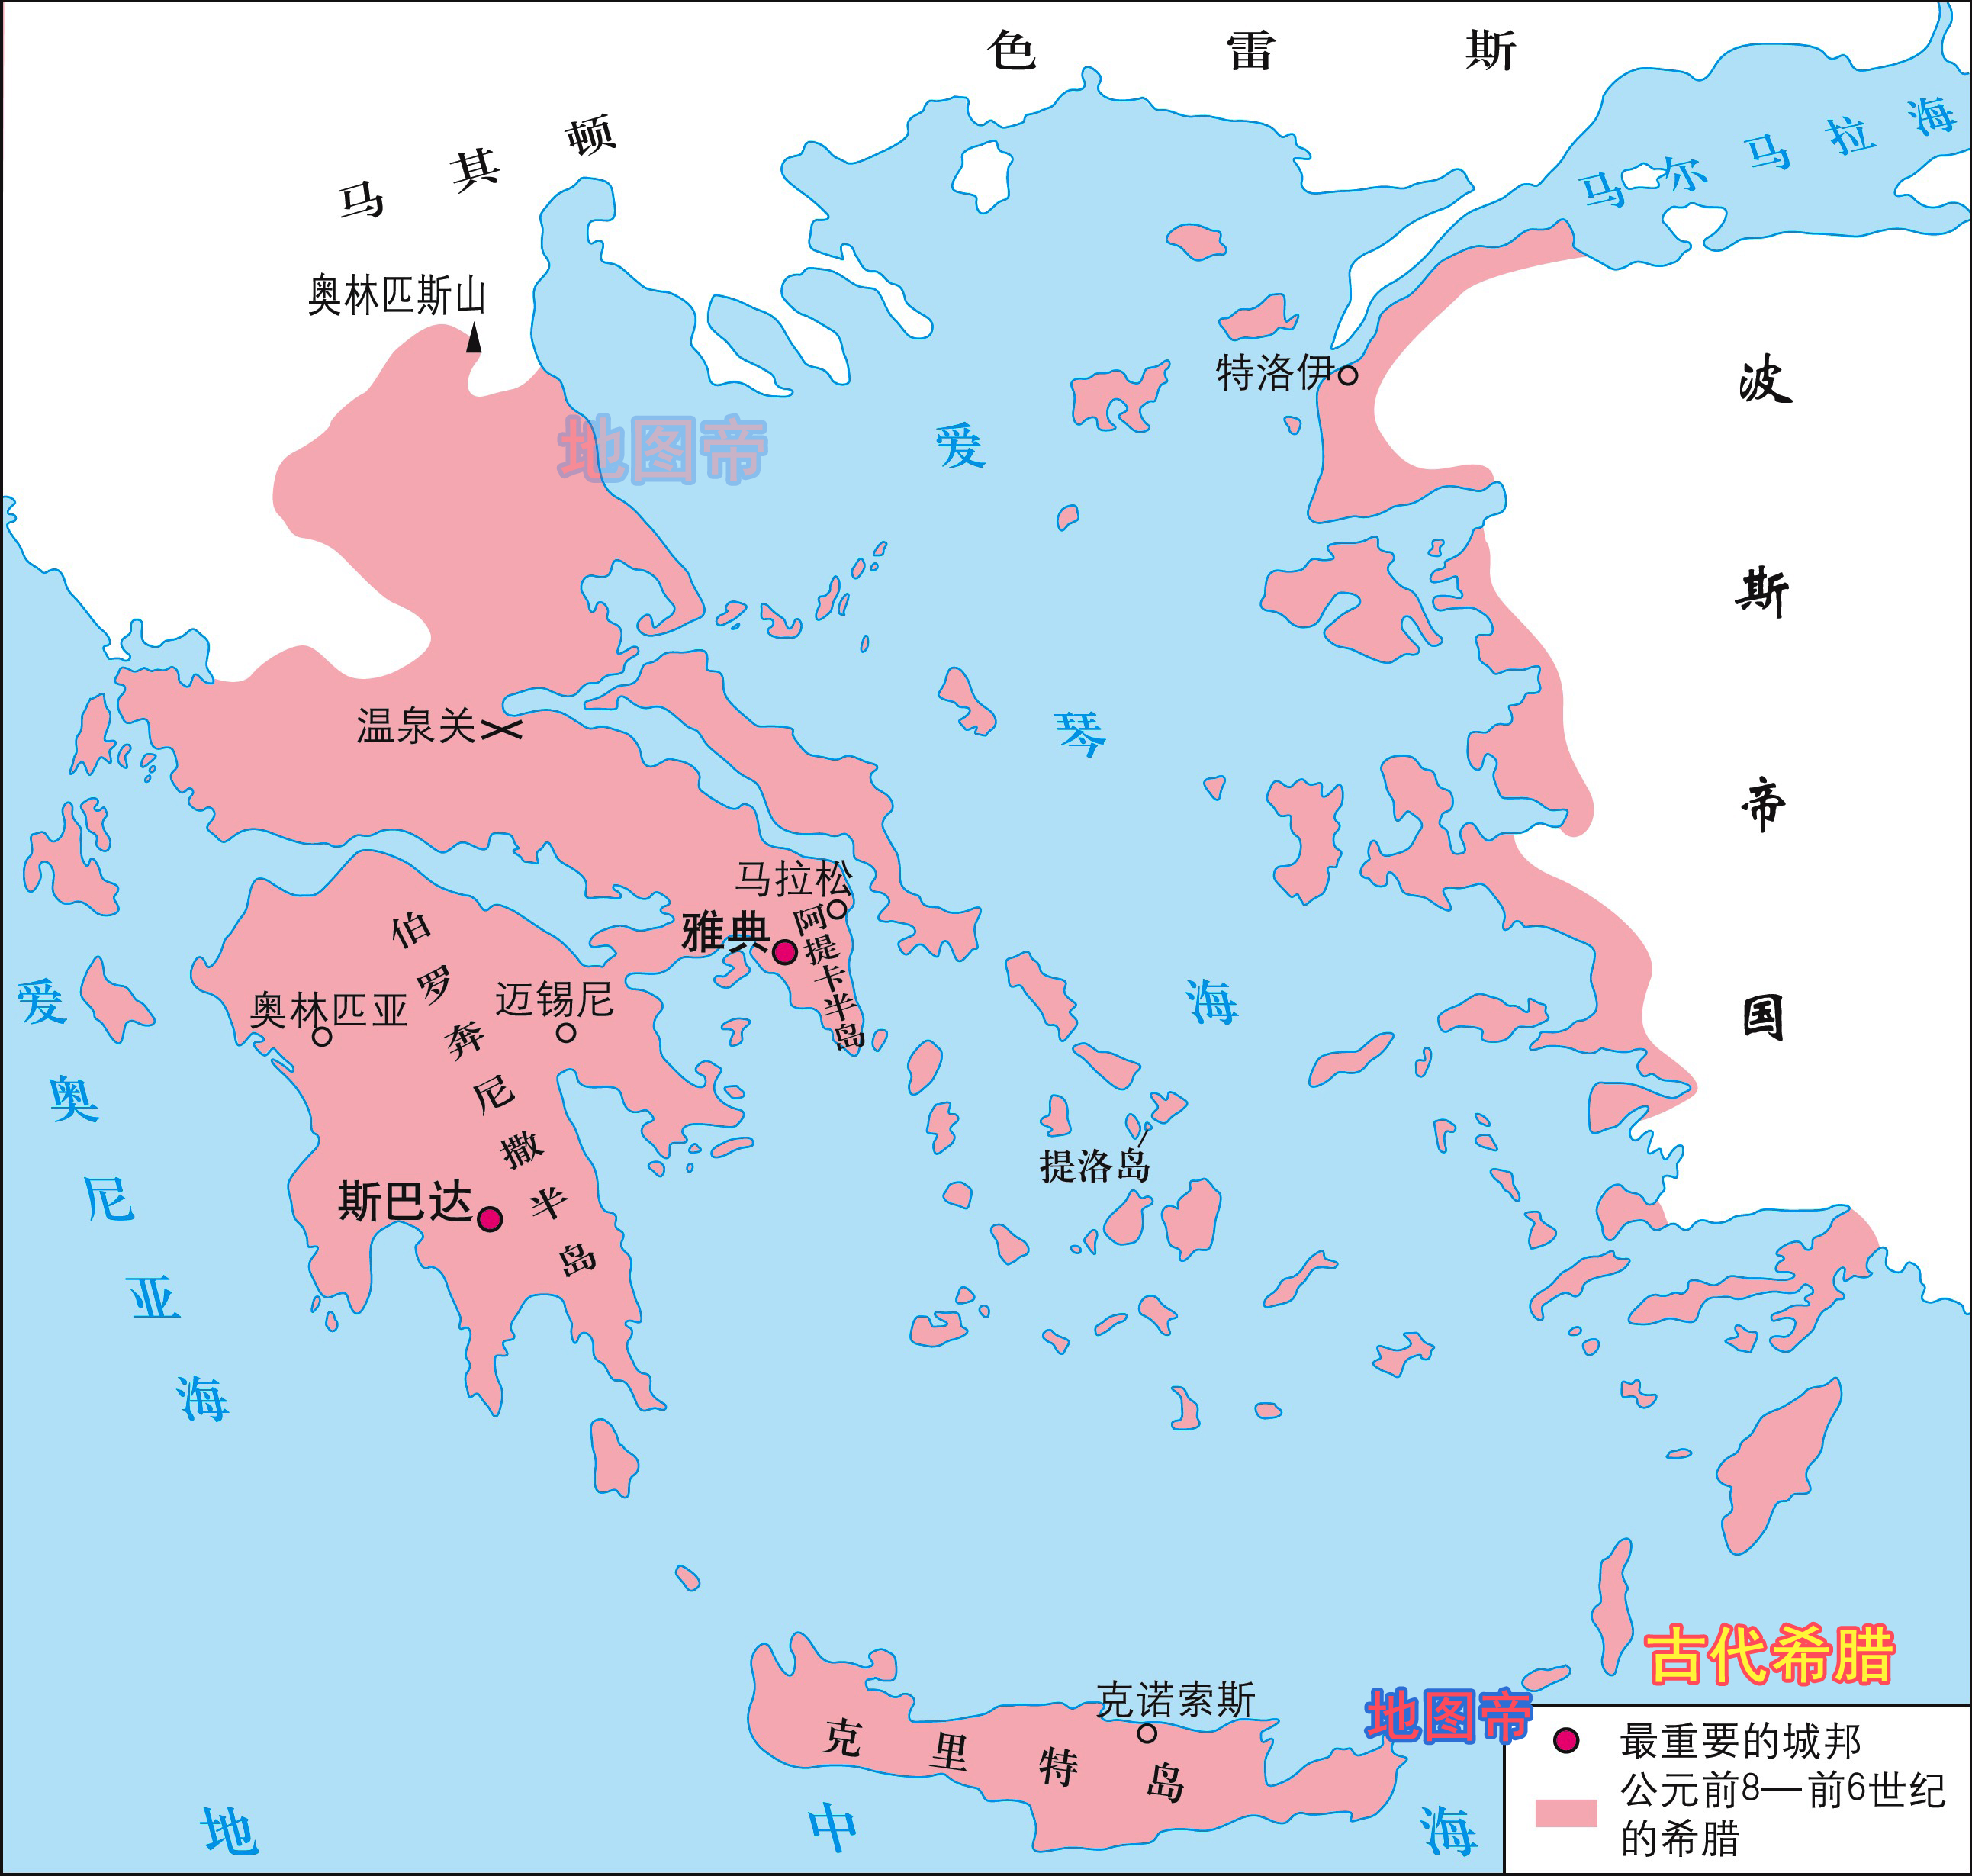 色雷斯
马其顿
马尔马拉海
奥林匹斯山
特洛伊
波斯帝国
地图帝
爱琴海
温泉关
马拉松
雅典
阿提卡半岛
伯罗奔尼撒半岛
奥林匹亚
迈锡尼
爱奥尼亚海
提洛岛
斯巴达
古代希腊
克诺索斯
地图帝
克里特岛
最重要的城邦
公元前8—前6世纪
的希腊
地中海